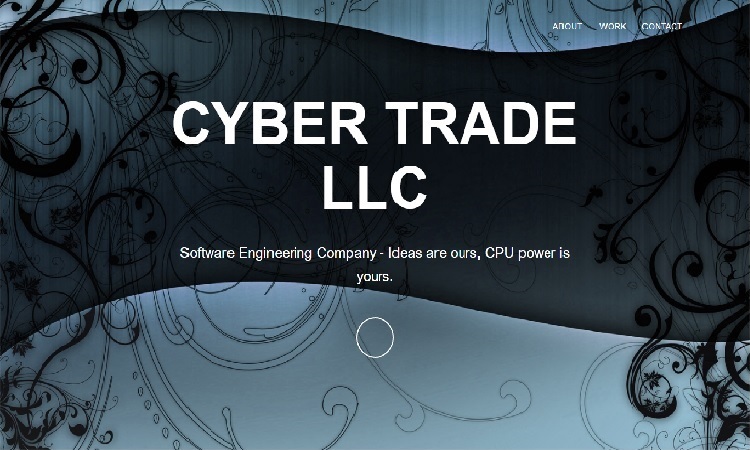 ABOUT WORK CONTACT
CYBER TRADE
LLC
Software Engineering Company - Ideas are ours, CPU power is
yours.